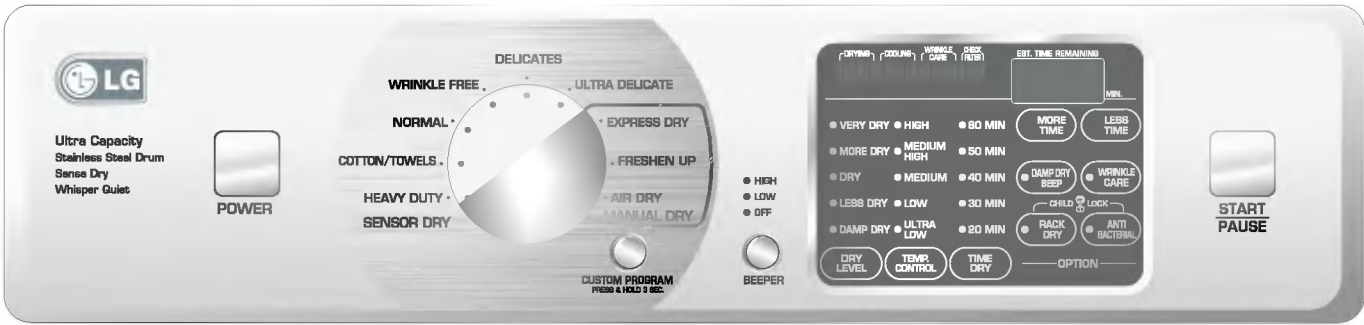 LG
Ultra Capacity
Stainless Steel Drum
Sense Dry
Whisper Quiet
POWER
DELICATES
WRINKLE FREE
ULTRA DELICATE
NORMAL
EXPRESS DRY
COTTON/TOWELS
FRESHEN UP
HEAVY DUTY
AIR DRY
SENSOR DRY
MANUAL DRY
CUSTOM PROGRAM
PRESS & HOLD 3 SEC.
HIGH
LOW
OFF
BEEPER
DRYING
COOLING
WRINKLE
CARE
CHECK
FILTER
EST. TIME REMAINING
MIN.
VERY DRY
HIGH
60 MIN
MORE
TIME
LESS
TIME
MORE DRY
MEDIUM
HIGH
50 MIN
DRY
MEDIUM
40 MIN
DAMP DRY
BEEP
WRINKLE
CARE
LESS DRY
LOW
30 MIN
CHILD LOCK
DAMP DRY
ULTRA
LOW
20 MIN
RACK
DRY
ANTI
BACTERIAL
DRY
LEVEL
TEMP.
CONTROL
TIME
DRY
OPTION
START
PAUSE